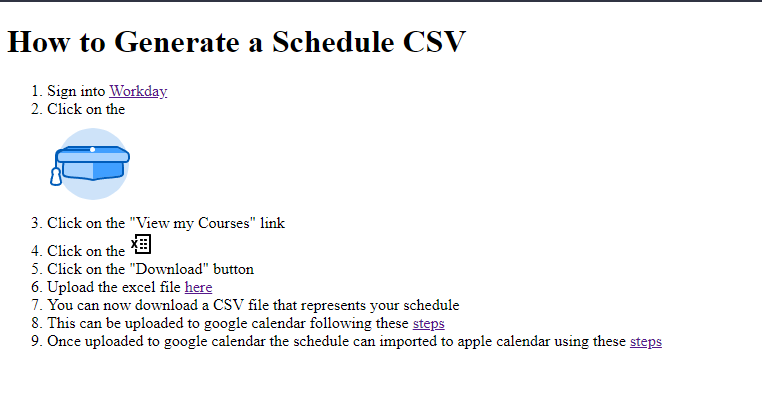 How to Generate a Schedule CSV
1. Sign into Workday
2. Click on the
3. Click on the "View my Courses" link
4. Click on the
5. Click on the "Download" button
6. Upload the excel file here
7. You can now download a CSV file that represents your schedule
8. This can be uploaded to google calendar following these steps
9. Once uploaded to google calendar the schedule can imported to apple calendar using these steps